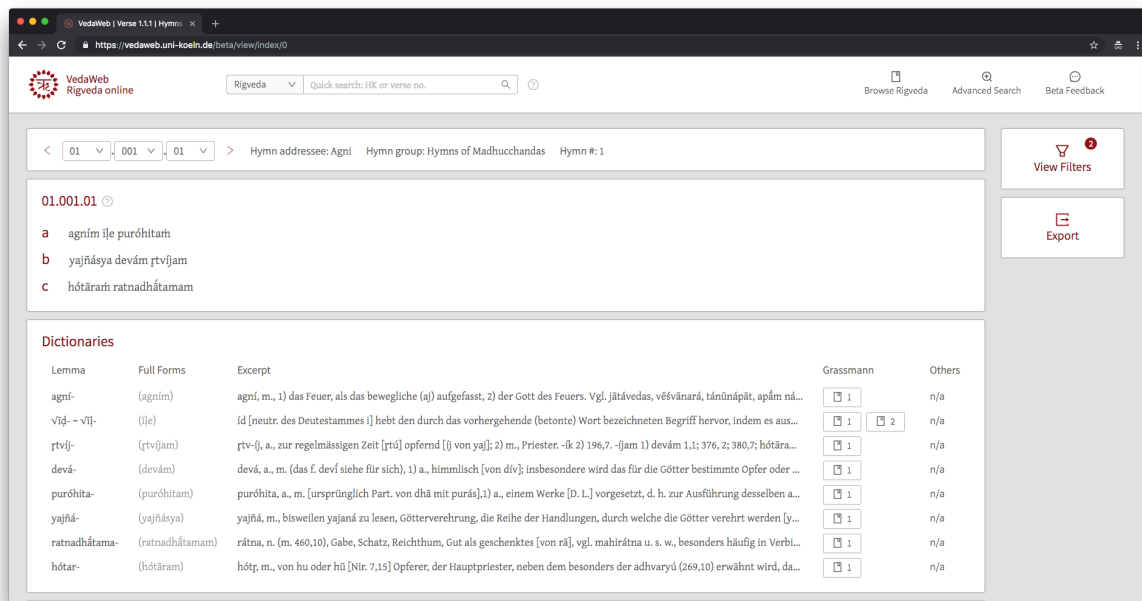 VedaWeb | Verse 1.1.1 | Hymns
https://vedaweb.uni-koeln.de/beta/view/index/0
VedaWeb
Rigveda online
Rigveda
Quick search: HK or verse no.
Browse Rigveda
Advanced Search
Beta Feedback
01 . 001 . 01 Hymn addressee: Agni Hymn group: Hymns of Madhucchandas Hymn #: 1
2
View Filters
Export
01.001.01
a agním īḷe puróhitaṁ
b yajñásya devám r̥tvíjam
c hótāraṁ ratnadhā́tamam
Dictionaries
Lemma Full Forms Excerpt Grassmann Others
agní- (agním) agní, m., 1) das Feuer, als das bewegliche (aj) aufgefasst, 2) der Gott des Feuers. Vgl. jātávedas, vēśvānará, tánūnápāt, apā́m ná... 1 n/a
√īḍ- ~ √īḷ- (īḷe) íd [neutr. des Deutestammes i] hebt den durch das vorhergehende (betonte) Wort bezeichneten Begriff hervor, indem es aus... 1 2 n/a
r̥tvíj- (r̥tvíjam) r̥tv-íj, a., zur regelmässigen Zeit [r̥tú] opfernd [íj von yaj]; 2) m., Priester. -ík 2) 196,7. -íjam 1) devám 1,1; 376, 2; 380,7; hótāra... 1 n/a
devá- (devám) devá, a., m. (das f. deví siehe für sich), 1) a., himmlisch [von dív]; insbesondere wird das für die Götter bestimmte Opfer oder ... 1 n/a
puróhita- (puróhitam) puróhita, a., m. [ursprünglich Part. von dhā mit purás],1) a., einem Werke [D. L.] vorgesetzt, d. h. zur Ausführung desselben a... 1 n/a
yajñá- (yajñásya) yajñá, m., bisweilen yajaná zu lesen, Götterverehrung, die Reihe der Handlungen, durch welche die Götter verehrt werden [y... 1 n/a
ratnadhā́tama- (ratnadhā́tamam) rátna, n. (m. 460,10), Gabe, Schatz, Reichthum, Gut als geschenktes [von rā], vgl. mahirátna u. s. w., besonders häufig in Verbi... 1 n/a
hótar- (hótāram) hótr̥, m., von hu oder hū [Nir. 7,15] Opferer, der Hauptpriester, neben dem besonders der adhvaryú (269,10) erwähnt wird, da... 1 n/a